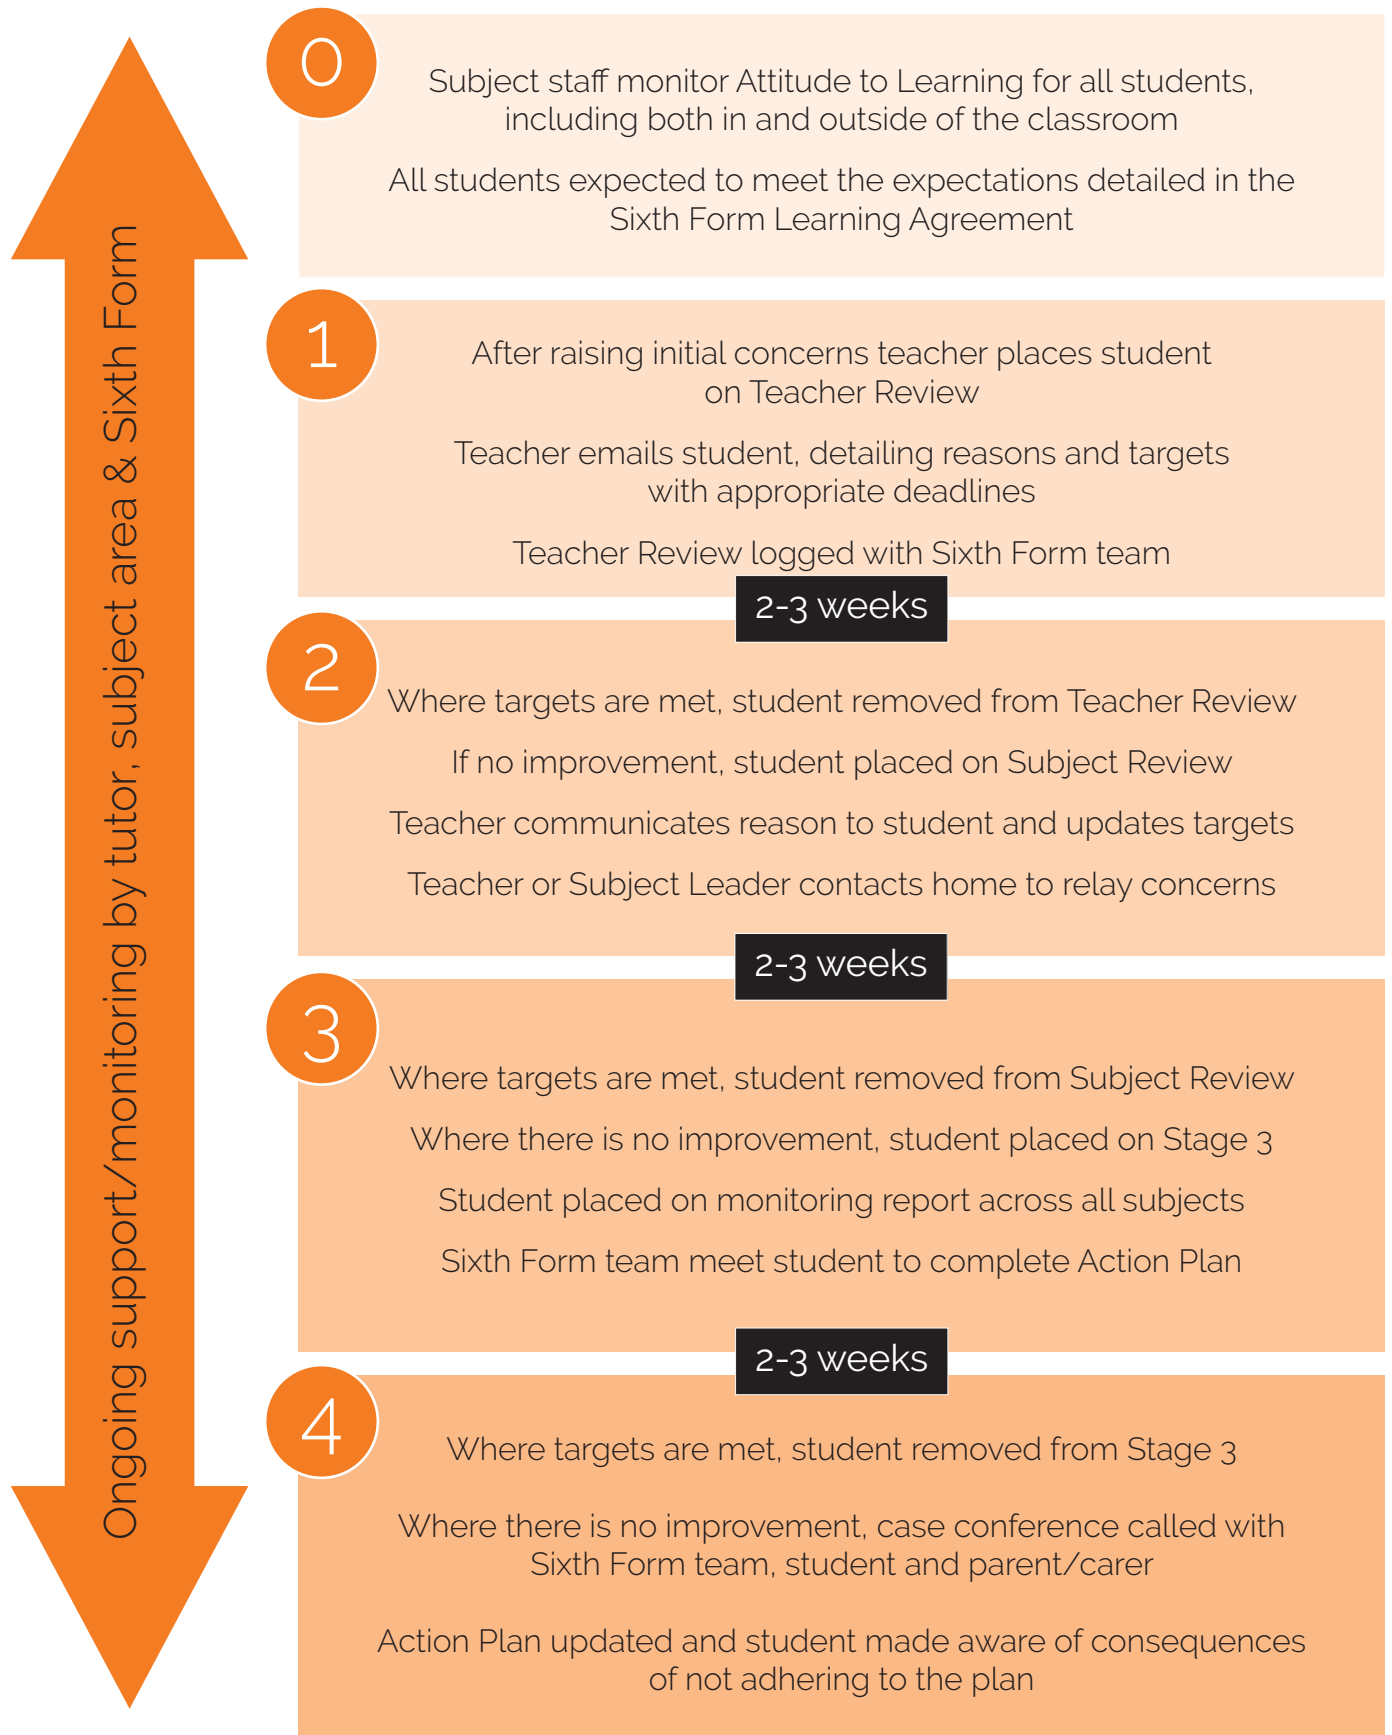 Ongoing support/monitoring by tutor, subject area & Sixth Form
0
Subject staff monitor Attitude to Learning for all students,
including both in and outside of the classroom
All students expected to meet the expectations detailed in the
Sixth Form Learning Agreement
1
After raising initial concerns teacher places student
on Teacher Review
Teacher emails student, detailing reasons and targets
with appropriate deadlines
Teacher Review logged with Sixth Form team
2-3 weeks
2
Where targets are met, student removed from Teacher Review
If no improvement, student placed on Subject Review
Teacher communicates reason to student and updates targets
Teacher or Subject Leader contacts home to relay concerns
2-3 weeks
3
Where targets are met, student removed from Subject Review
Where there is no improvement, student placed on Stage 3
Student placed on monitoring report across all subjects
Sixth Form team meet student to complete Action Plan
2-3 weeks
4
Where targets are met, student removed from Stage 3
Where there is no improvement, case conference called with
Sixth Form team, student and parent/carer
Action Plan updated and student made aware of consequences
of not adhering to the plan